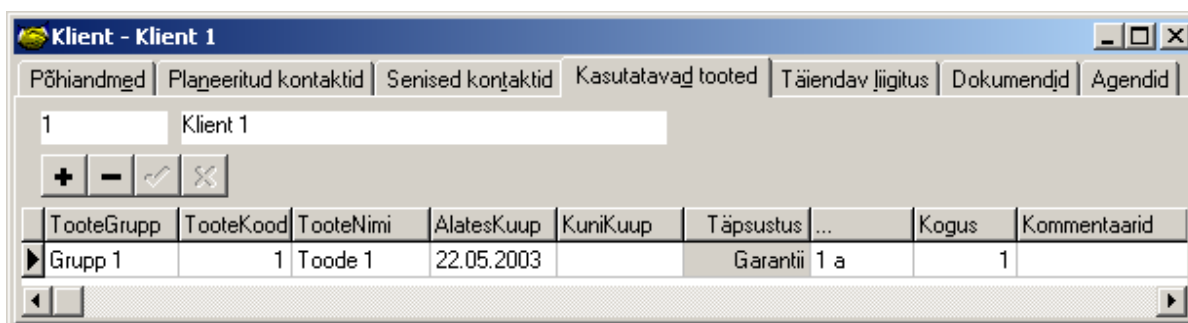 Klient - Klient 1
Põhiandmed Planeeritud kontaktid Senised kontaktid Kasutatavad tooted Täiendav liigitus Dokumendid Agendid
1 Klient 1
TooteGrupp TooteKood TooteNimi AlatesKuup KuniKuup Täpsustus ... Kogus Kommentaarid
Grupp 1 1 Toode 1 22.05.2003 Garantii 1 a 1